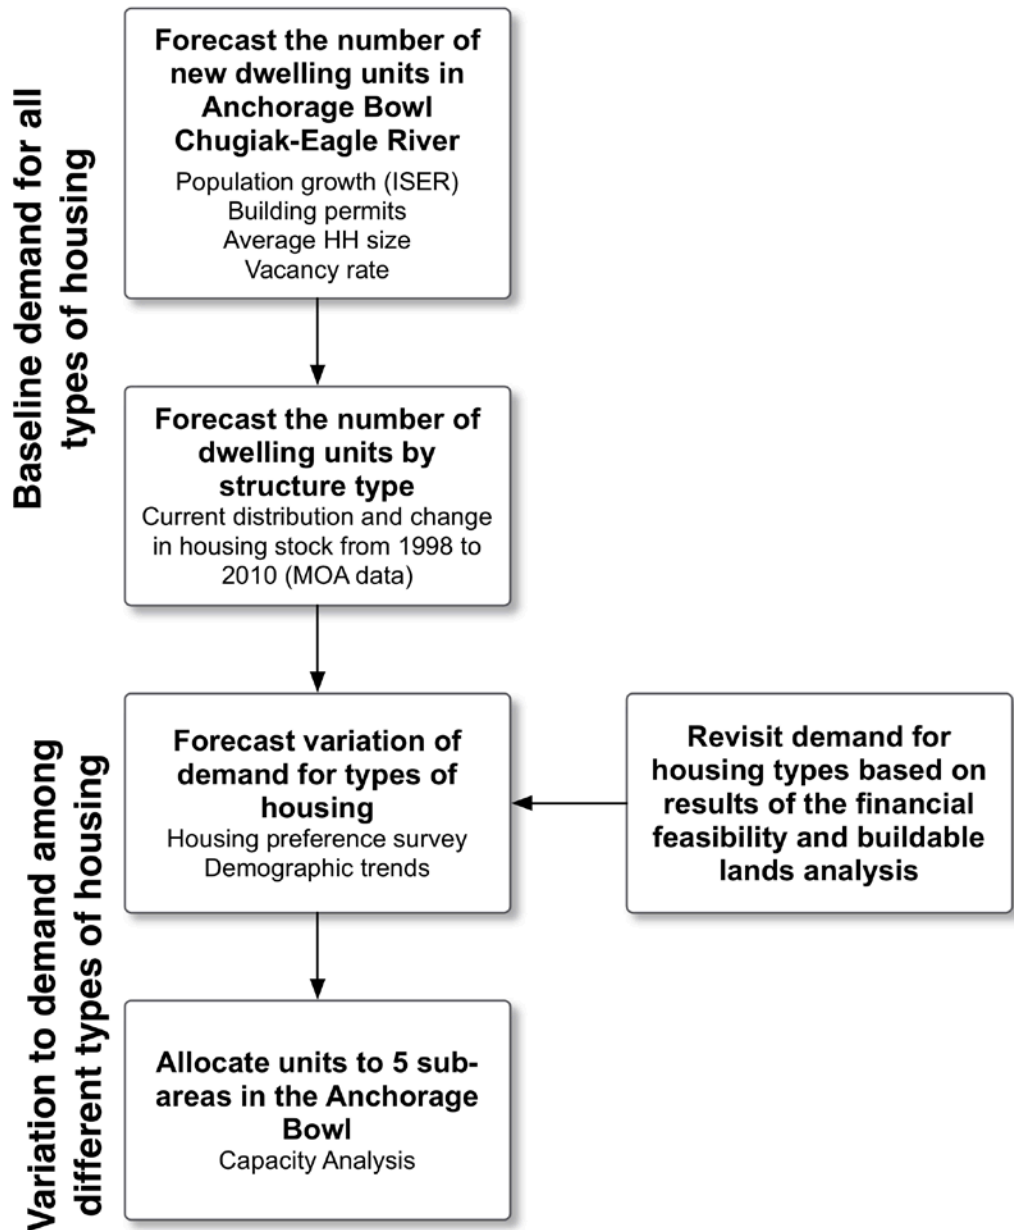 Baseline demand for all
types of housing
Forecast the number of
new dwelling units in
Anchorage Bowl
Chugiak-Eagle River
Population growth (ISER)
Building permits
Average HH size
Vacancy rate
Forecast the number of
dwelling units by
structure type
Current distribution and change
in housing stock from 1998 to
2010 (MOA data)
Variation to demand among
different types of housing
Forecast variation of
demand for types of
housing
Housing preference survey
Demographic trends
Revisit demand for
housing types based on
results of the financial
feasibility and buildable
lands analysis
Allocate units to 5 sub-
areas in the Anchorage
Bowl
Capacity Analysis